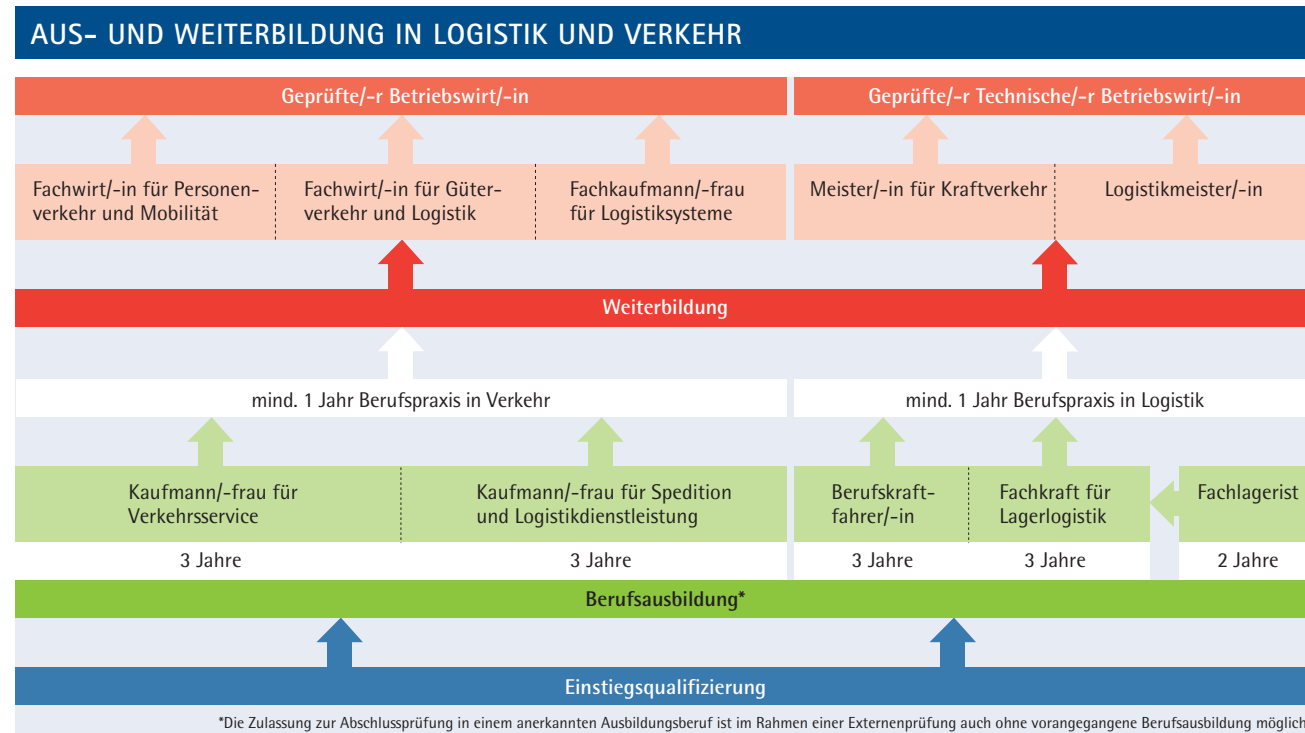 AUS- UND WEITERBILDUNG IN LOGISTIK UND VERKEHR
Geprüfte/-r Betriebswirt/-in
Geprüfte/-r Technische/-r Betriebswirt/-in
Fachwirt/-in für Personen-
verkehr und Mobilität
Fachwirt/-in für Güter-
verkehr und Logistik
Fachkaufmann/-frau
für Logistiksysteme
Meister/-in für Kraftverkehr
Logistikmeister/-in
Weiterbildung
mind. 1 Jahr Berufspraxis in Verkehr
mind. 1 Jahr Berufspraxis in Logistik
Kaufmann/-frau für
Verkehrsservice
Kaufmann/-frau für Spedition
und Logistikdienstleistung
Berufskraft-
fahrer/-in
Fachkraft für
Lagerlogistik
Fachlagerist
3 Jahre
3 Jahre
3 Jahre
3 Jahre
2 Jahre
Berufsausbildung*
Einstiegsqualifizierung
*Die Zulassung zur Abschlussprüfung in einem anerkannten Ausbildungsberuf ist im Rahmen einer Externenprüfung auch ohne vorangegangene Berufsausbildung möglich